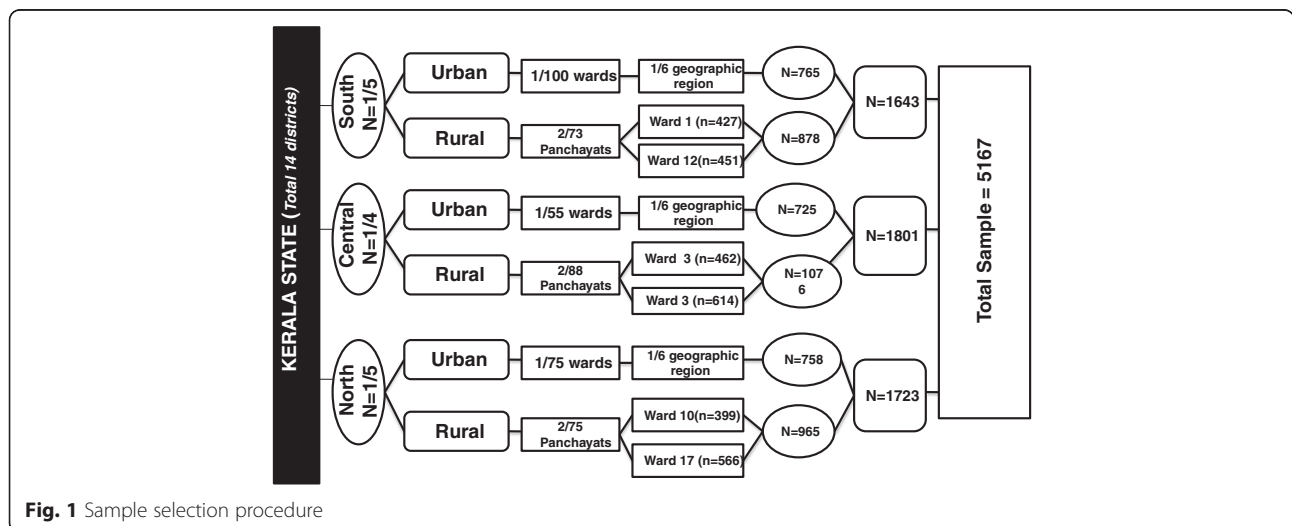 KERALA STATE (Total 14 districts)
South
N=1/5
Urban
1/100 wards
1/6 geographic
region
N=765
Rural
2/73
Panchayats
Ward 1 (n=427)
Ward 12(n=451)
N=878
N=1643
Central
N=1/4
Urban
1/55 wards
1/6 geographic
region
N=725
Rural
2/88
Panchayats
Ward 3 (n=462)
Ward 3 (n=614)
N=107
6
N=1801
North
N=1/5
Urban
1/75 wards
1/6 geographic
region
N=758
Rural
2/75
Panchayats
Ward 10(n=399)
Ward 17 (n=566)
N=965
N=1723
Total Sample = 5167
Fig. 1 Sample selection procedure